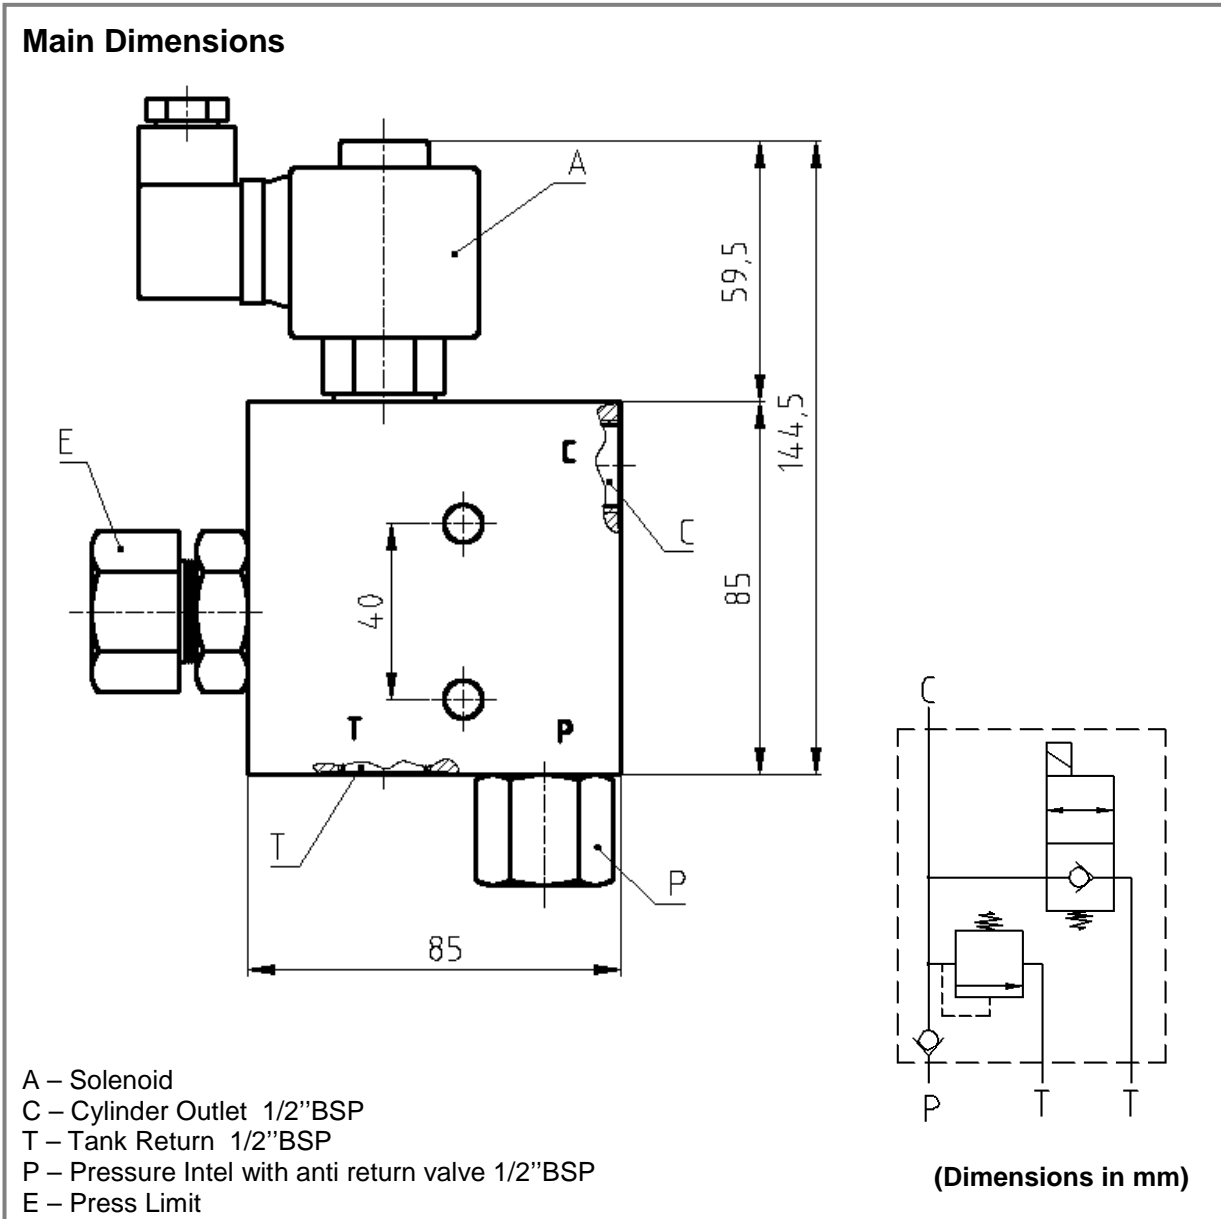 Main Dimensions
A
59,5
144,5
E
C
C
40
85
T
P
T
P
85
C
P T T
A – Solenoid
C – Cylinder Outlet 1/2’’BSP
T – Tank Return 1/2’’BSP
P – Pressure Intel with anti return valve 1/2’’BSP
E – Press Limit
(Dimensions in mm)